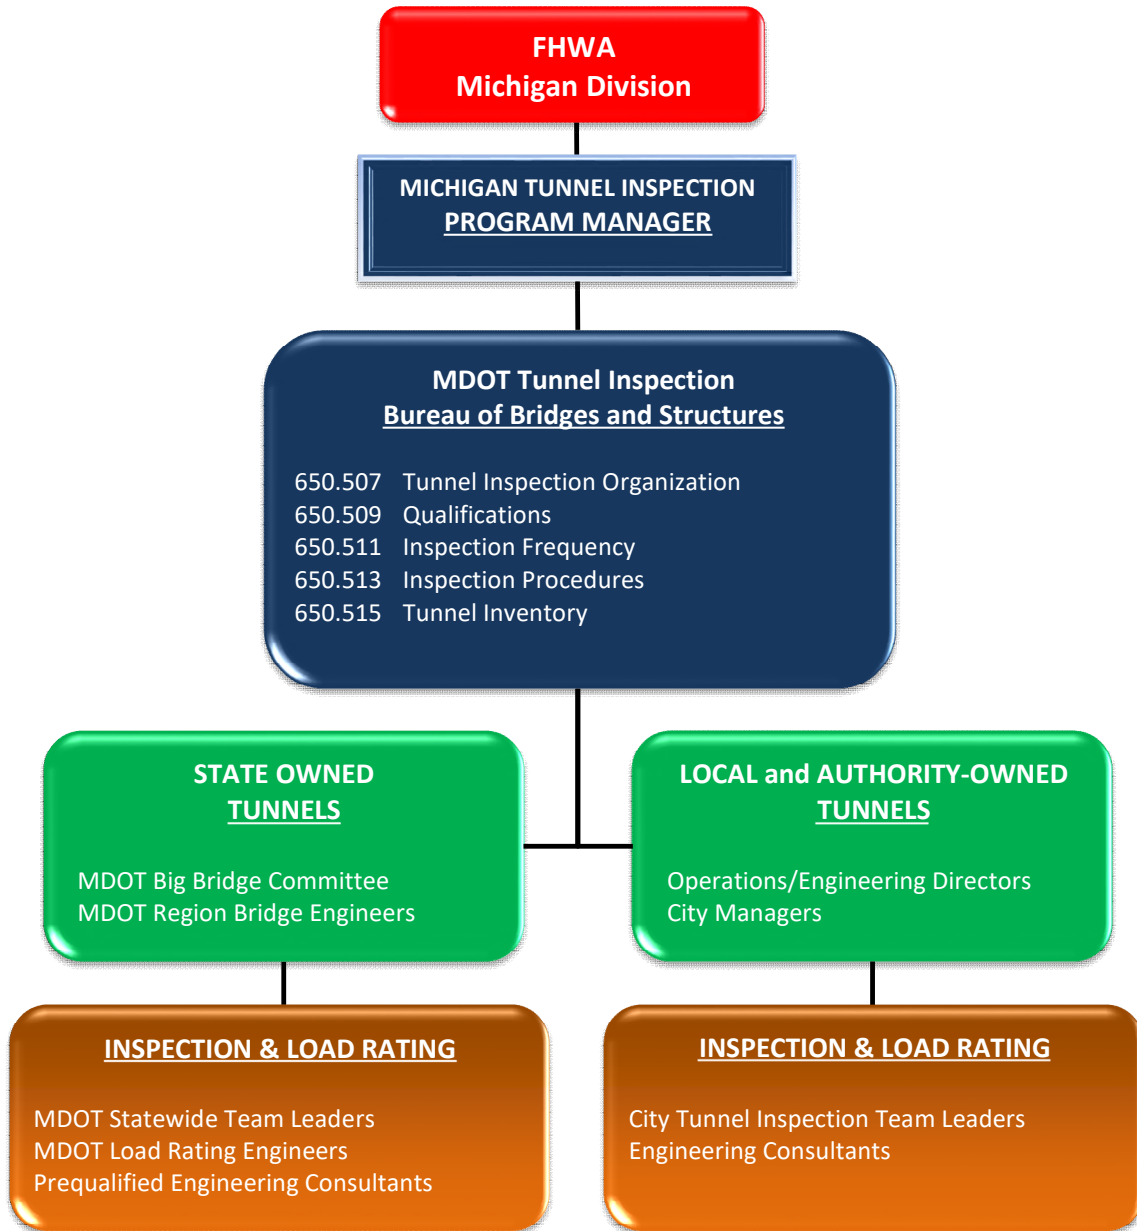 FHWA
Michigan Division
MICHIGAN TUNNEL INSPECTION
PROGRAM MANAGER
MDOT Tunnel Inspection
Bureau of Bridges and Structures
650.507 Tunnel Inspection Organization
650.509 Qualifications
650.511 Inspection Frequency
650.513 Inspection Procedures
650.515 Tunnel Inventory
STATE OWNED
TUNNELS
MDOT Big Bridge Committee
MDOT Region Bridge Engineers
LOCAL and AUTHORITY-OWNED
TUNNELS
Operations/Engineering Directors
City Managers
INSPECTION & LOAD RATING
MDOT Statewide Team Leaders
MDOT Load Rating Engineers
Prequalified Engineering Consultants
INSPECTION & LOAD RATING
City Tunnel Inspection Team Leaders
Engineering Consultants